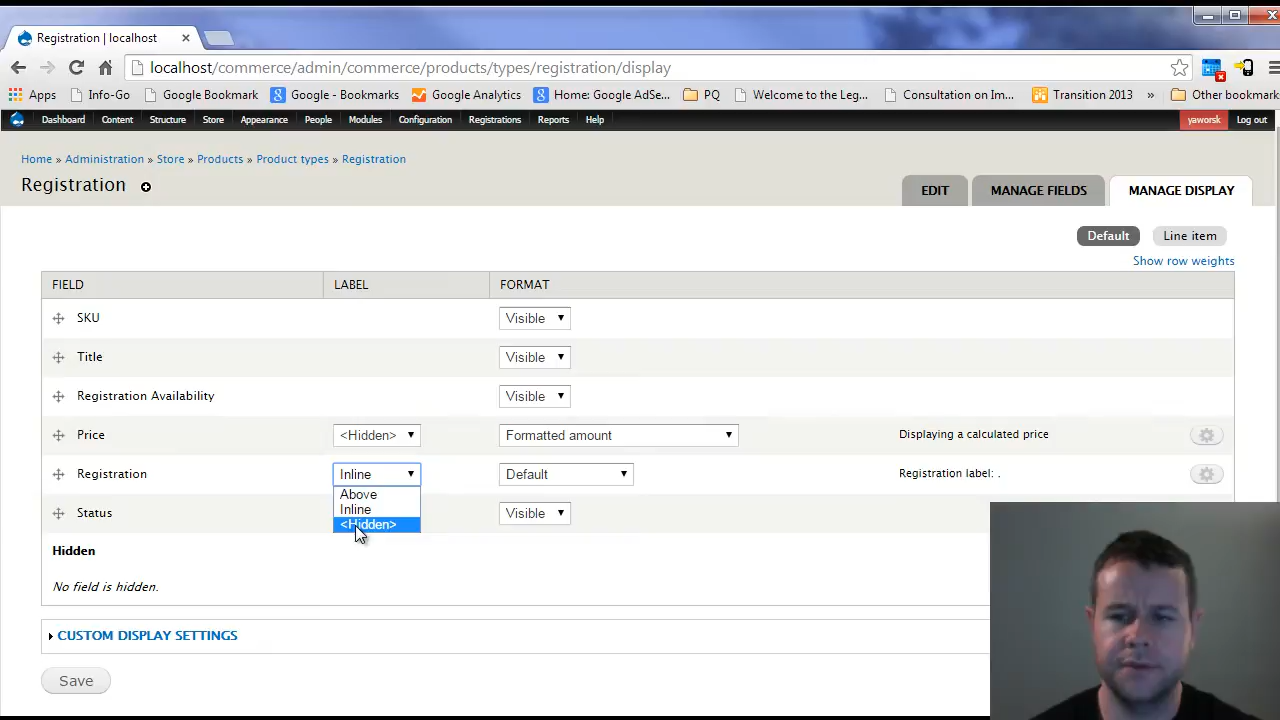 Registration | localhost
localhost/commerce/admin/commerce/products/types/registration/display
Apps Info-Go Google Bookmark Google - Bookmarks Google Analytics Home: Google AdSe... PQ Welcome to the Leg... Consultation on Im... Transition 2013 » Other bookmark
Dashboard Content Structure Store Appearance People Modules Configuration Registrations Reports Help yaworsk Log out
Home » Administration » Store » Products » Product types » Registration
Registration
EDIT MANAGE FIELDS MANAGE DISPLAY
Default Line item
Show row weights
FIELD LABEL FORMAT
SKU Visible
Title Visible
Registration Availability Visible
Price <Hidden> Formatted amount Displaying a calculated price
Registration Inline Default Registration label: .
Above
Inline
<Hidden>
Status Visible
Hidden
No field is hidden.
CUSTOM DISPLAY SETTINGS
Save